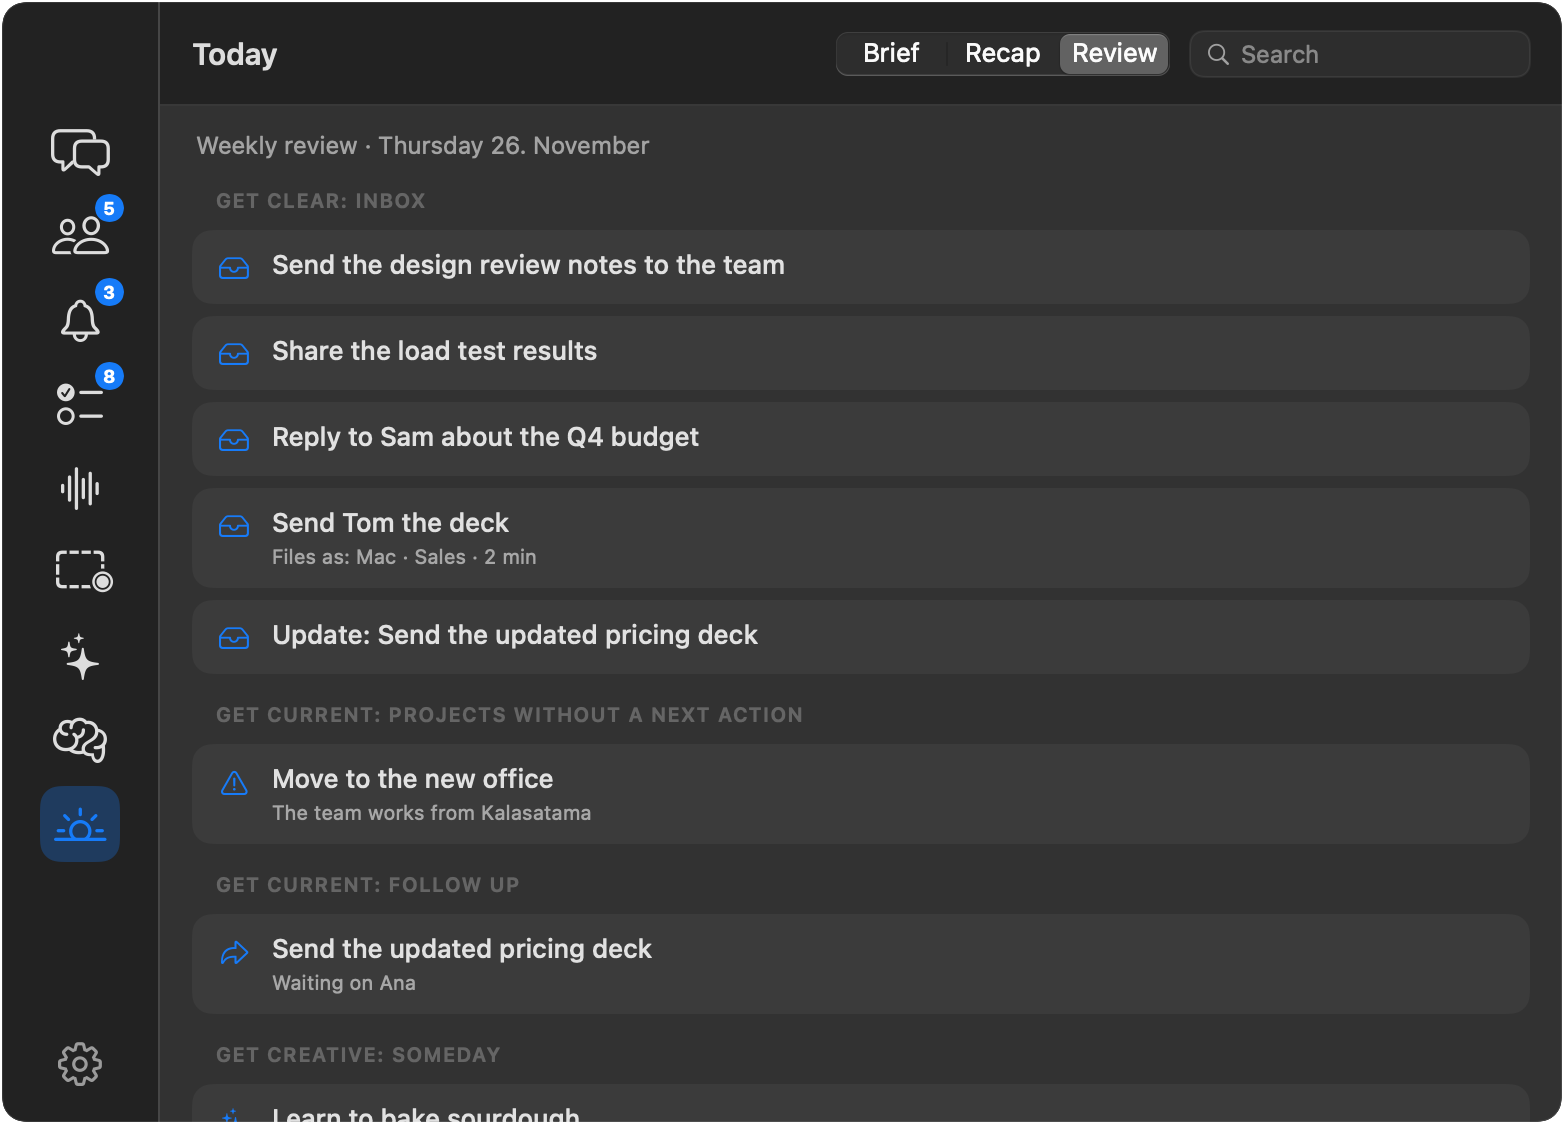 Today
Brief Recap Review
Search
Weekly review · Thursday 26. November
GET CLEAR: INBOX
5
Send the design review notes to the team
3
Share the load test results
8
Reply to Sam about the Q4 budget
Send Tom the deck
Files as: Mac · Sales · 2 min
Update: Send the updated pricing deck
GET CURRENT: PROJECTS WITHOUT A NEXT ACTION
Move to the new office
The team works from Kalasatama
GET CURRENT: FOLLOW UP
Send the updated pricing deck
Waiting on Ana
GET CREATIVE: SOMEDAY
Learn to bake sourdough